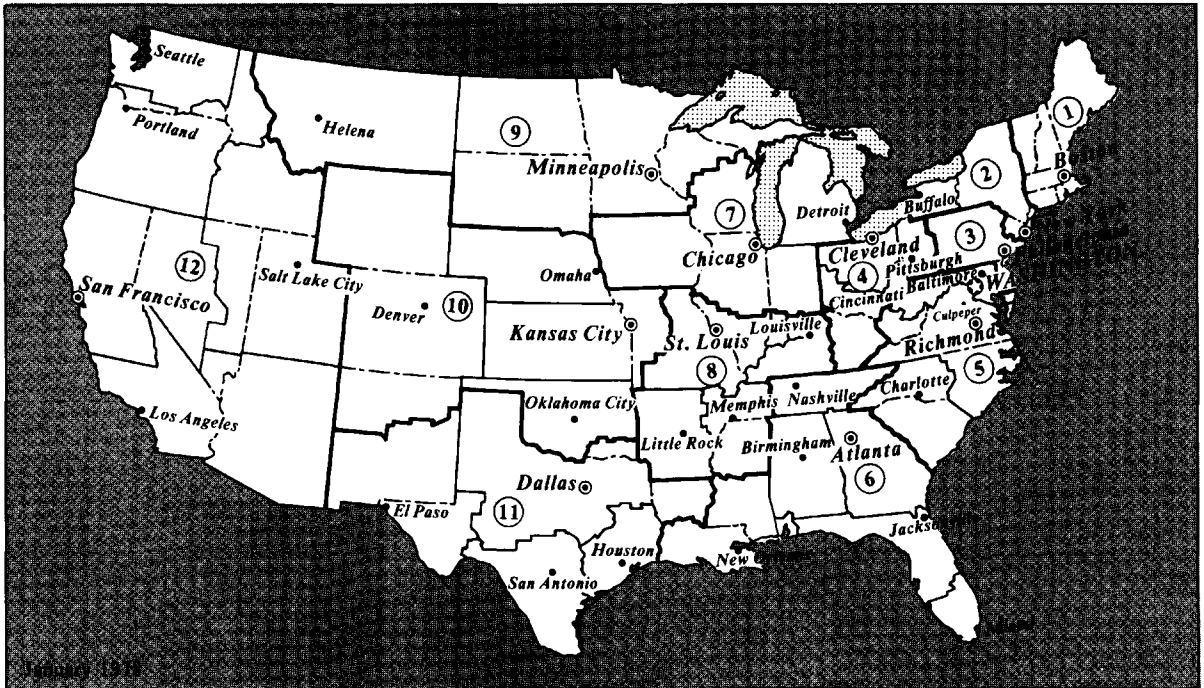 Seattle
Portland
Helena
9
Minneapolis
1
Boston
2
Buffalo
7
Detroit
Chicago
3
Cleveland
Pittsburgh
4
Baltimore
Cincinnati
12
Salt Lake City
San Francisco
Omaha
Denver
10
Kansas City
St. Louis
Louisville
8
Culpeper
Richmond
5
Los Angeles
Oklahoma City
Memphis
Nashville
Charlotte
Little Rock
Birmingham
Atlanta
6
Dallas
11
El Paso
Houston
San Antonio
New